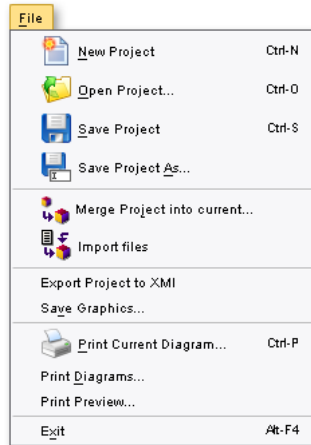 File
New Project Ctrl-N
Open Project... Ctrl-O
Save Project Ctrl-S
Save Project As...
Merge Project into current...
Import files
Export Project to XMI
Save Graphics...
Print Current Diagram... Ctrl-P
Print Diagrams...
Print Preview...
Exit Alt-F4